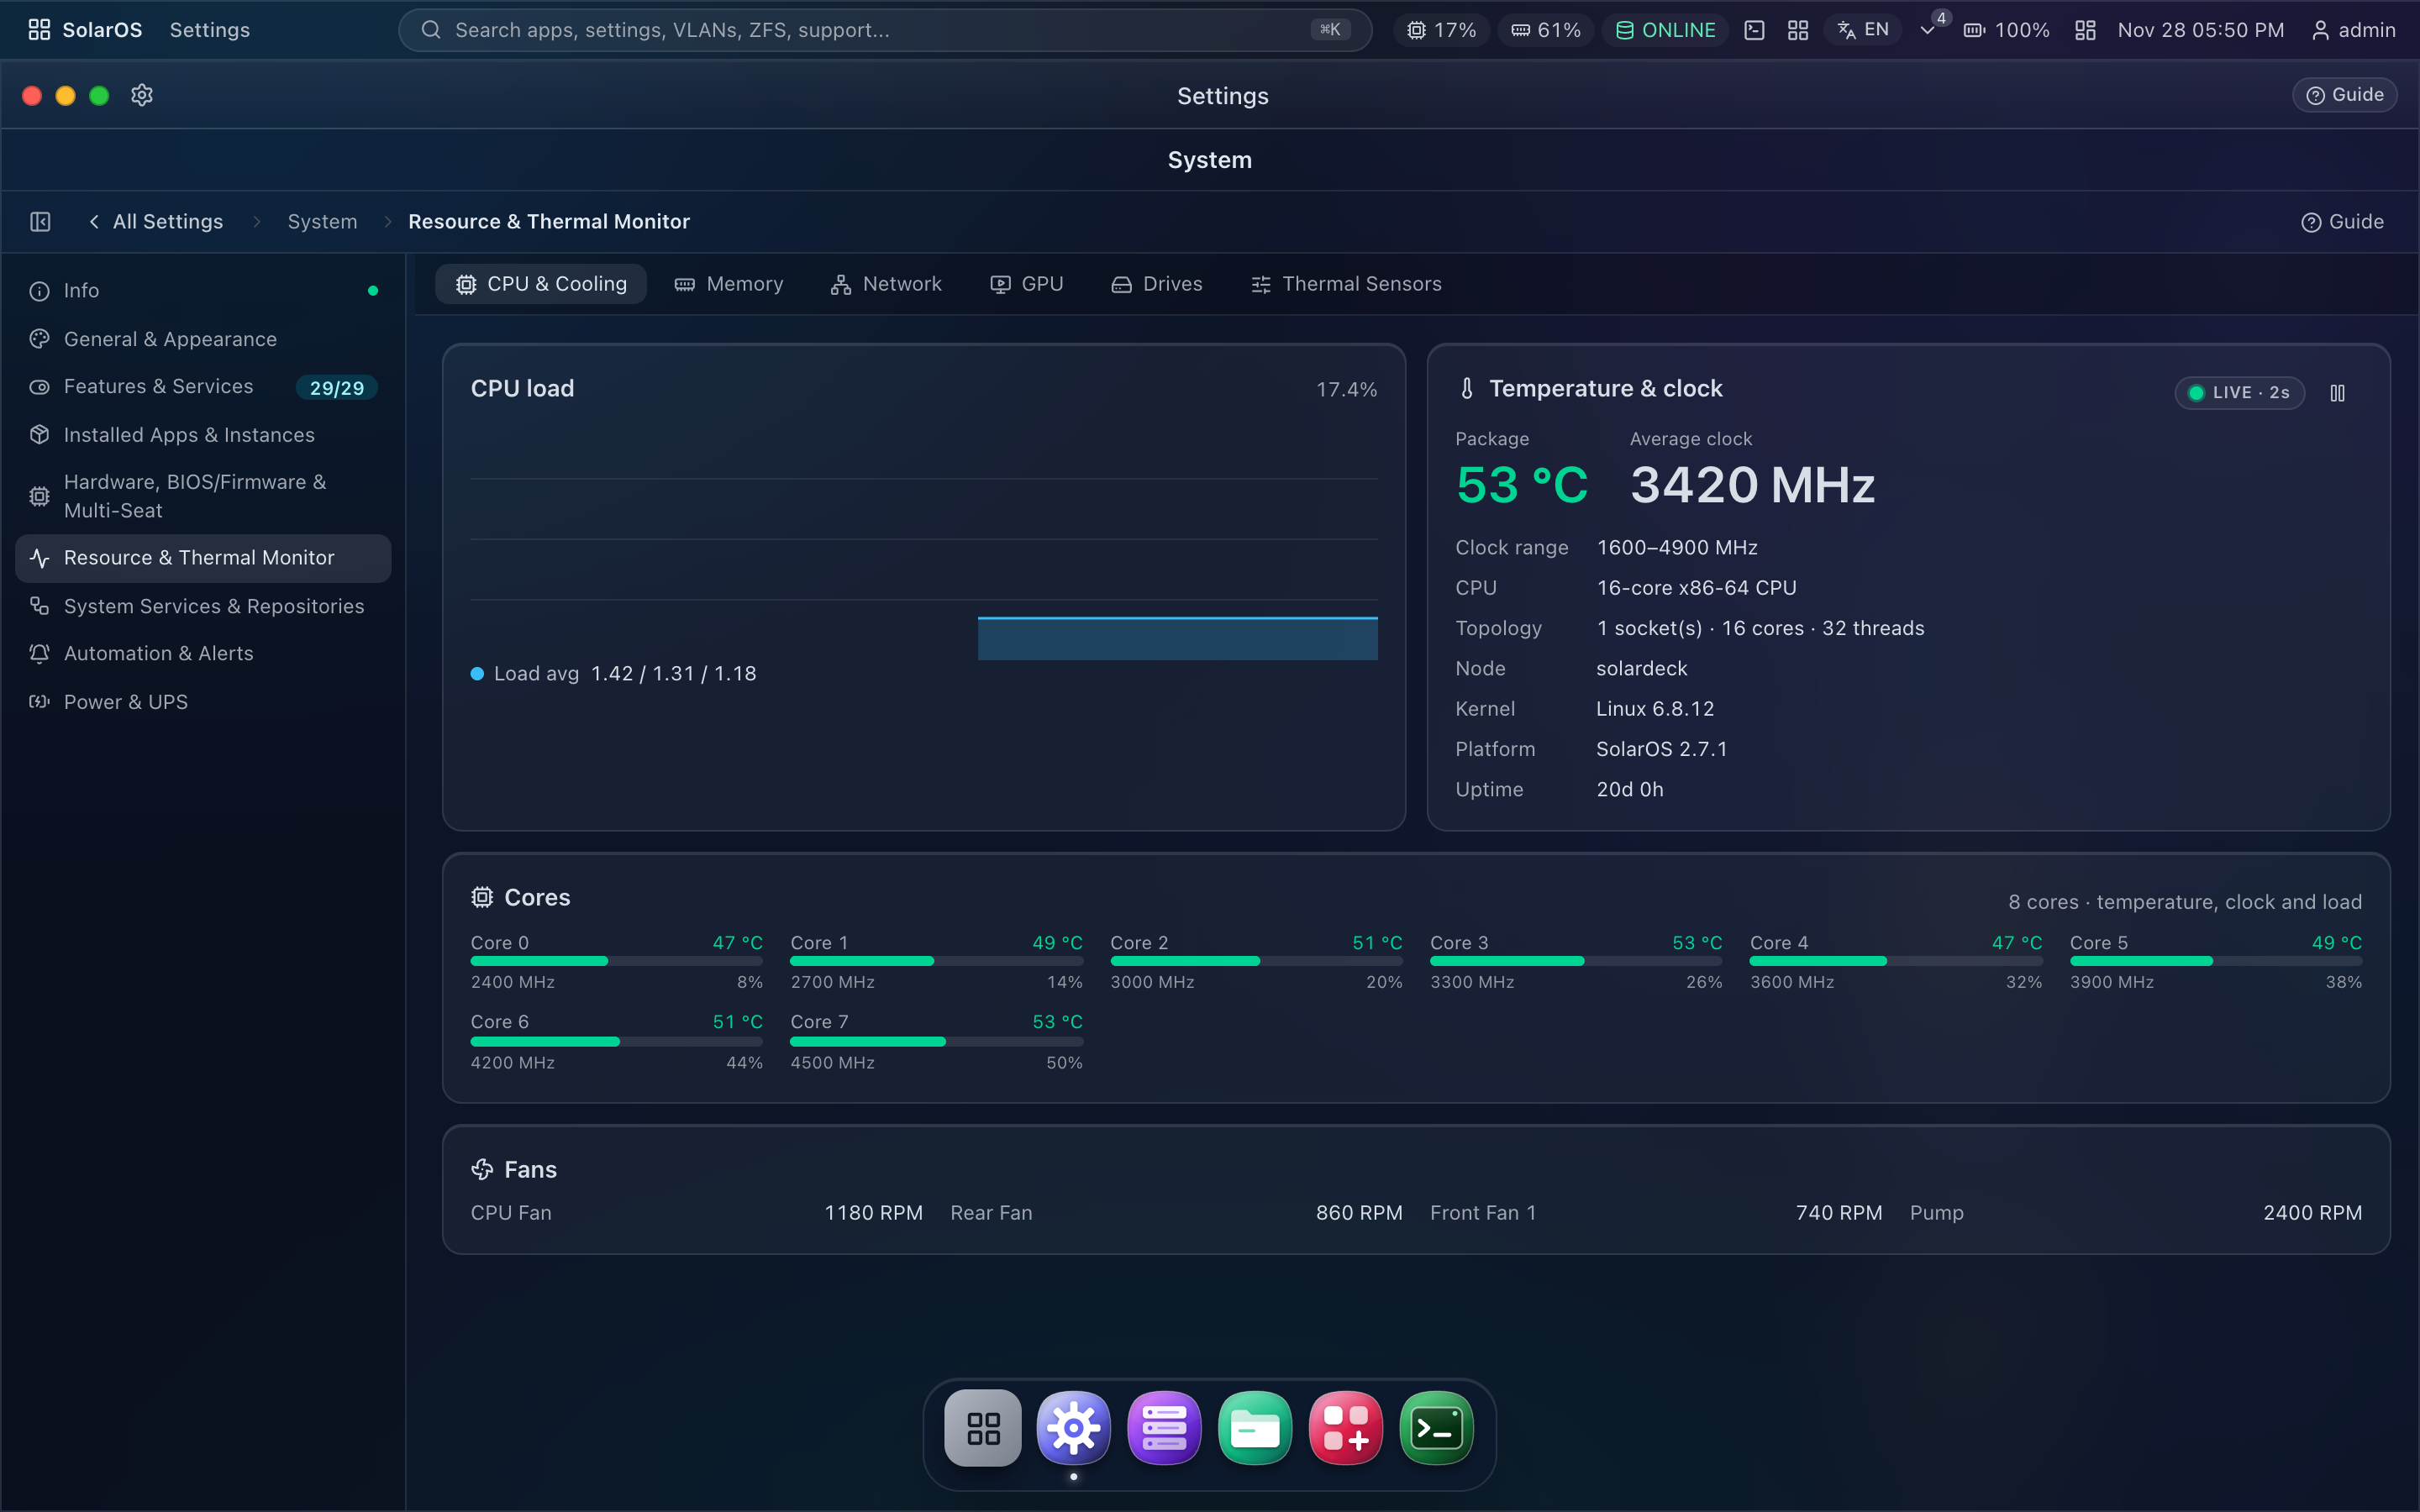 SolarOS Settings Search apps, settings, VLANs, ZFS, support... ⌘K 17% 61% ONLINE EN 4 100% Nov 28 05:50 PM admin
Settings Guide
System
All Settings System Resource & Thermal Monitor Guide
Info
General & Appearance
Features & Services 29/29
Installed Apps & Instances
Hardware, BIOS/Firmware &
Multi-Seat
Resource & Thermal Monitor
System Services & Repositories
Automation & Alerts
Power & UPS
CPU & Cooling Memory Network GPU Drives Thermal Sensors
CPU load 17.4%
Load avg 1.42 / 1.31 / 1.18
Temperature & clock LIVE · 2s
Package Average clock
53 °C 3420 MHz
Clock range 1600–4900 MHz
CPU 16-core x86-64 CPU
Topology 1 socket(s) · 16 cores · 32 threads
Node solardeck
Kernel Linux 6.8.12
Platform SolarOS 2.7.1
Uptime 20d 0h
Cores 8 cores · temperature, clock and load
Core 0 47 °C Core 1 49 °C Core 2 51 °C Core 3 53 °C Core 4 47 °C Core 5 49 °C
2400 MHz 8% 2700 MHz 14% 3000 MHz 20% 3300 MHz 26% 3600 MHz 32% 3900 MHz 38%
Core 6 51 °C Core 7 53 °C
4200 MHz 44% 4500 MHz 50%
Fans
CPU Fan 1180 RPM Rear Fan 860 RPM Front Fan 1 740 RPM Pump 2400 RPM